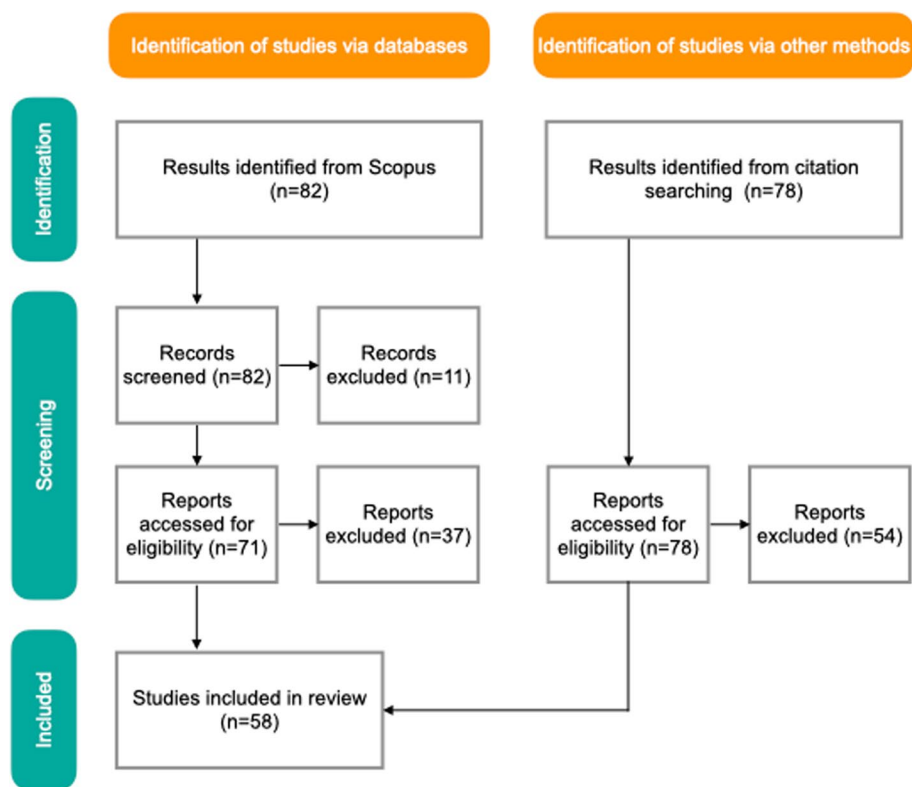 Identification of studies via databases
Identification of studies via other methods
Identification
Results identified from Scopus
(n=82)
Results identified from citation
searching (n=78)
Screening
Records
screened (n=82)
Records
excluded (n=11)
Reports
accessed for
eligibility (n=71)
Reports
excluded (n=37)
Reports
accessed for
eligibility (n=78)
Reports
excluded (n=54)
Included
Studies included in review
(n=58)